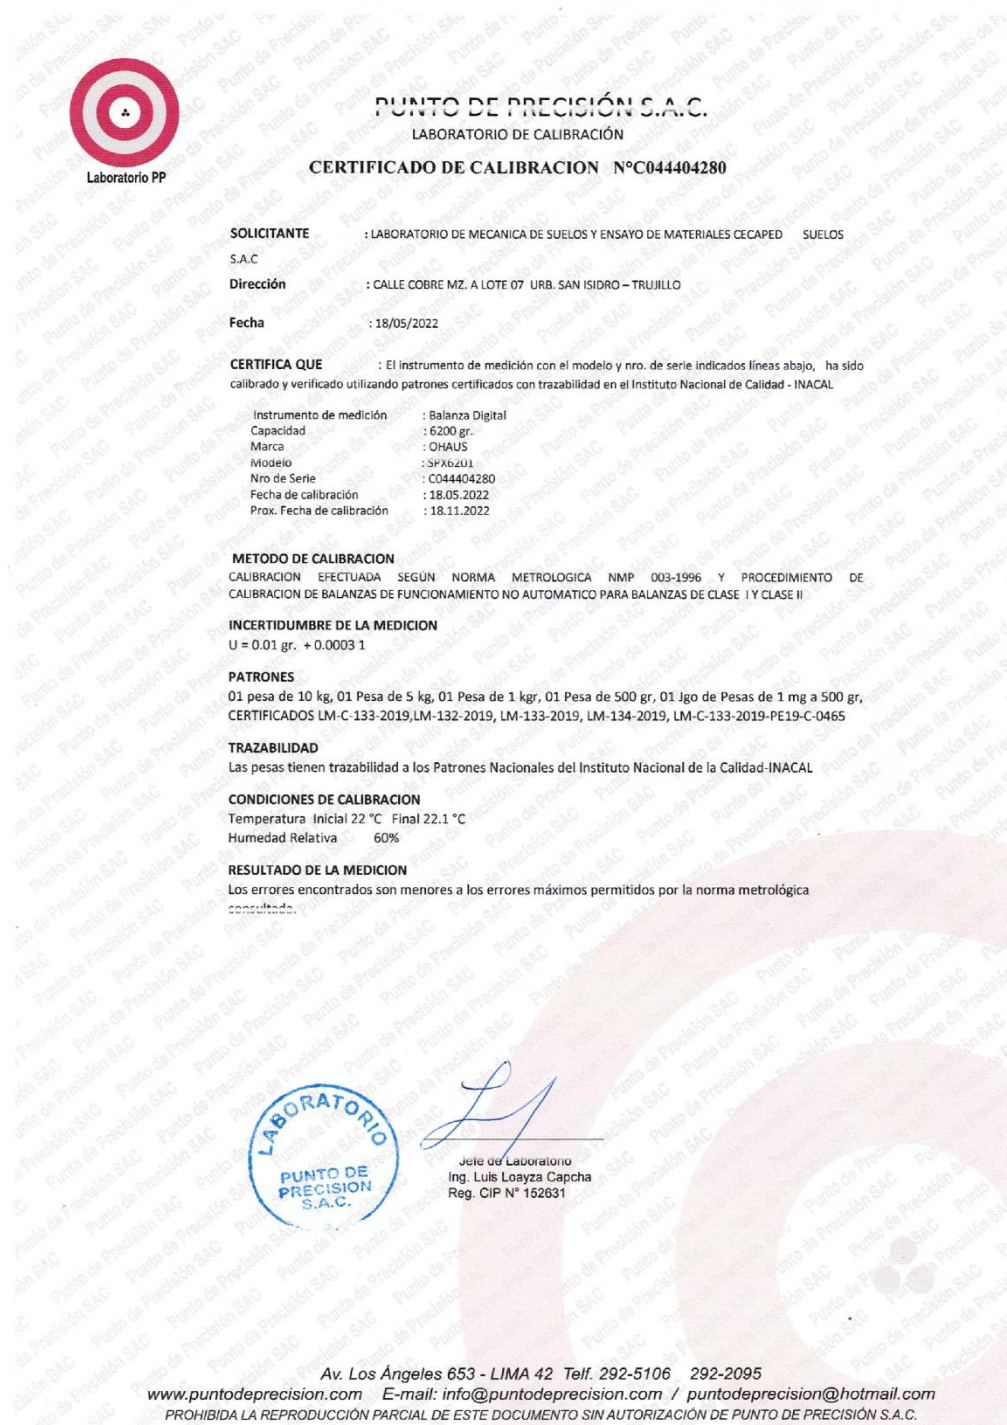 Laboratorio PP
PUNTO DE PRECISIÓN S.A.C.
LABORATORIO DE CALIBRACIÓN
CERTIFICADO DE CALIBRACION N°C044404280
SOLICITANTE : LABORATORIO DE MECANICA DE SUELOS Y ENSAYO DE MATERIALES CECAPED SUELOS
S.A.C
Dirección : CALLE COBRE MZ. A LOTE 07 URB. SAN ISIDRO – TRUJILLO
Fecha : 18/05/2022
CERTIFICA QUE : El instrumento de medición con el modelo y nro. de serie indicados líneas abajo, ha sido
calibrado y verificado utilizando patrones certificados con trazabilidad en el Instituto Nacional de Calidad - INACAL
Instrumento de medición : Balanza Digital
Capacidad : 6200 gr.
Marca : OHAUS
Modelo : SPX6201
Nro de Serie : C044404280
Fecha de calibración : 18.05.2022
Prox. Fecha de calibración : 18.11.2022
METODO DE CALIBRACION
CALIBRACION EFECTUADA SEGÚN NORMA METROLOGICA NMP 003-1996 Y PROCEDIMIENTO DE
CALIBRACION DE BALANZAS DE FUNCIONAMIENTO NO AUTOMATICO PARA BALANZAS DE CLASE I Y CLASE II
INCERTIDUMBRE DE LA MEDICION
U = 0.01 gr. + 0.0003 1
PATRONES
01 pesa de 10 kg, 01 Pesa de 5 kg, 01 Pesa de 1 kgr, 01 Pesa de 500 gr, 01 Jgo de Pesas de 1 mg a 500 gr,
CERTIFICADOS LM-C-133-2019,LM-132-2019, LM-133-2019, LM-134-2019, LM-C-133-2019-PE19-C-0465
TRAZABILIDAD
Las pesas tienen trazabilidad a los Patrones Nacionales del Instituto Nacional de la Calidad-INACAL
CONDICIONES DE CALIBRACION
Temperatura Inicial 22 °C Final 22.1 °C
Humedad Relativa 60%
RESULTADO DE LA MEDICION
Los errores encontrados son menores a los errores máximos permitidos por la norma metrológica
consultada.
LABORATORIO
PUNTO DE
PRECISION
S.A.C.
Jefe de Laboratorio
Ing. Luis Loayza Capcha
Reg. CIP N° 152631
Av. Los Ángeles 653 - LIMA 42 Telf. 292-5106 292-2095
www.puntodeprecision.com E-mail: info@puntodeprecision.com / puntodeprecision@hotmail.com
PROHIBIDA LA REPRODUCCIÓN PARCIAL DE ESTE DOCUMENTO SIN AUTORIZACIÓN DE PUNTO DE PRECISIÓN S.A.C.